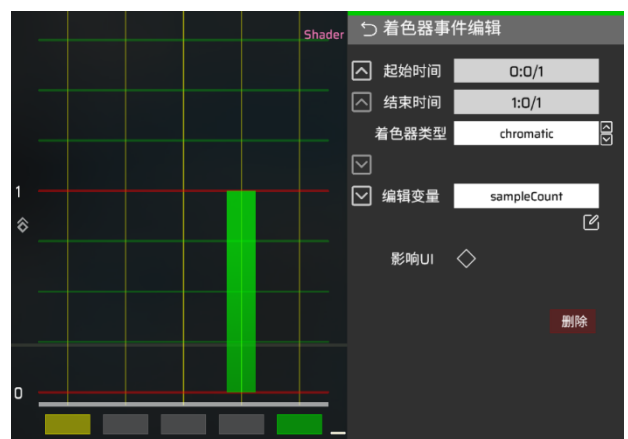 Shader
1
0
着色器事件编辑
起始时间 0:0/1
结束时间 1:0/1
着色器类型 chromatic
编辑变量 sampleCount
影响UI
删除